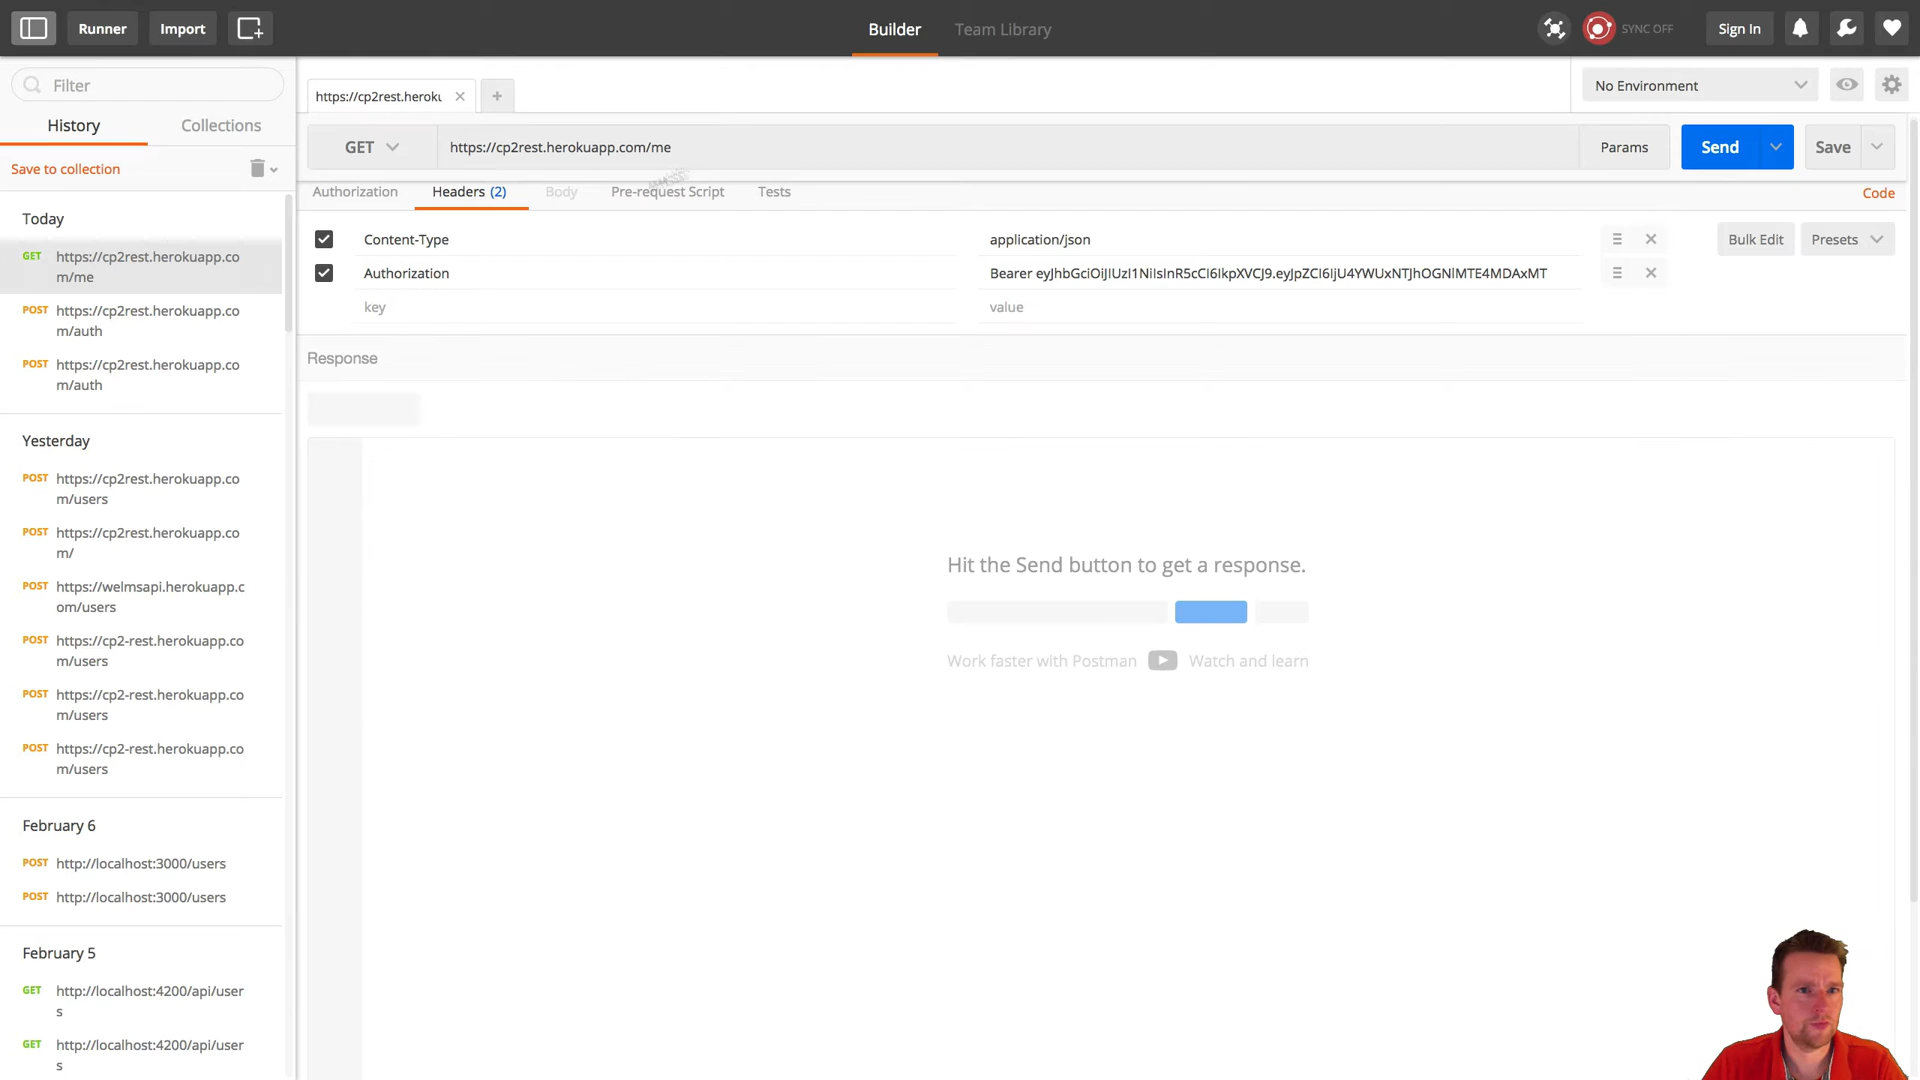 Runner
Import
Builder
Team Library
SYNC OFF
Sign In
Filter
History
Collections
Save to collection
Today
GET https://cp2rest.herokuapp.co
m/me
POST https://cp2rest.herokuapp.co
m/auth
POST https://cp2rest.herokuapp.co
m/auth
Yesterday
POST https://cp2rest.herokuapp.co
m/users
POST https://cp2rest.herokuapp.co
m/
POST https://welmsapi.herokuapp.c
om/users
POST https://cp2-rest.herokuapp.co
m/users
POST https://cp2-rest.herokuapp.co
m/users
POST https://cp2-rest.herokuapp.co
m/users
February 6
POST http://localhost:3000/users
POST http://localhost:3000/users
February 5
GET http://localhost:4200/api/user
s
GET http://localhost:4200/api/user
s
https://cp2rest.heroku
No Environment
GET https://cp2rest.herokuapp.com/me
Params
Send
Save
Authorization
Headers (2)
Body
Pre-request Script
Tests
Code
Content-Type application/json
Bulk Edit
Presets
Authorization Bearer
key value
Response
Hit the Send button to get a response.
Work faster with Postman Watch and learn